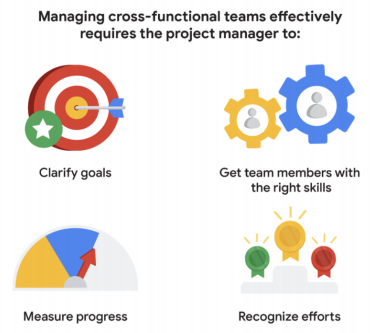 Managing cross-functional teams effectively
requires the project manager to:
Clarify goals
Get team members with
the right skills
Measure progress
Recognize efforts